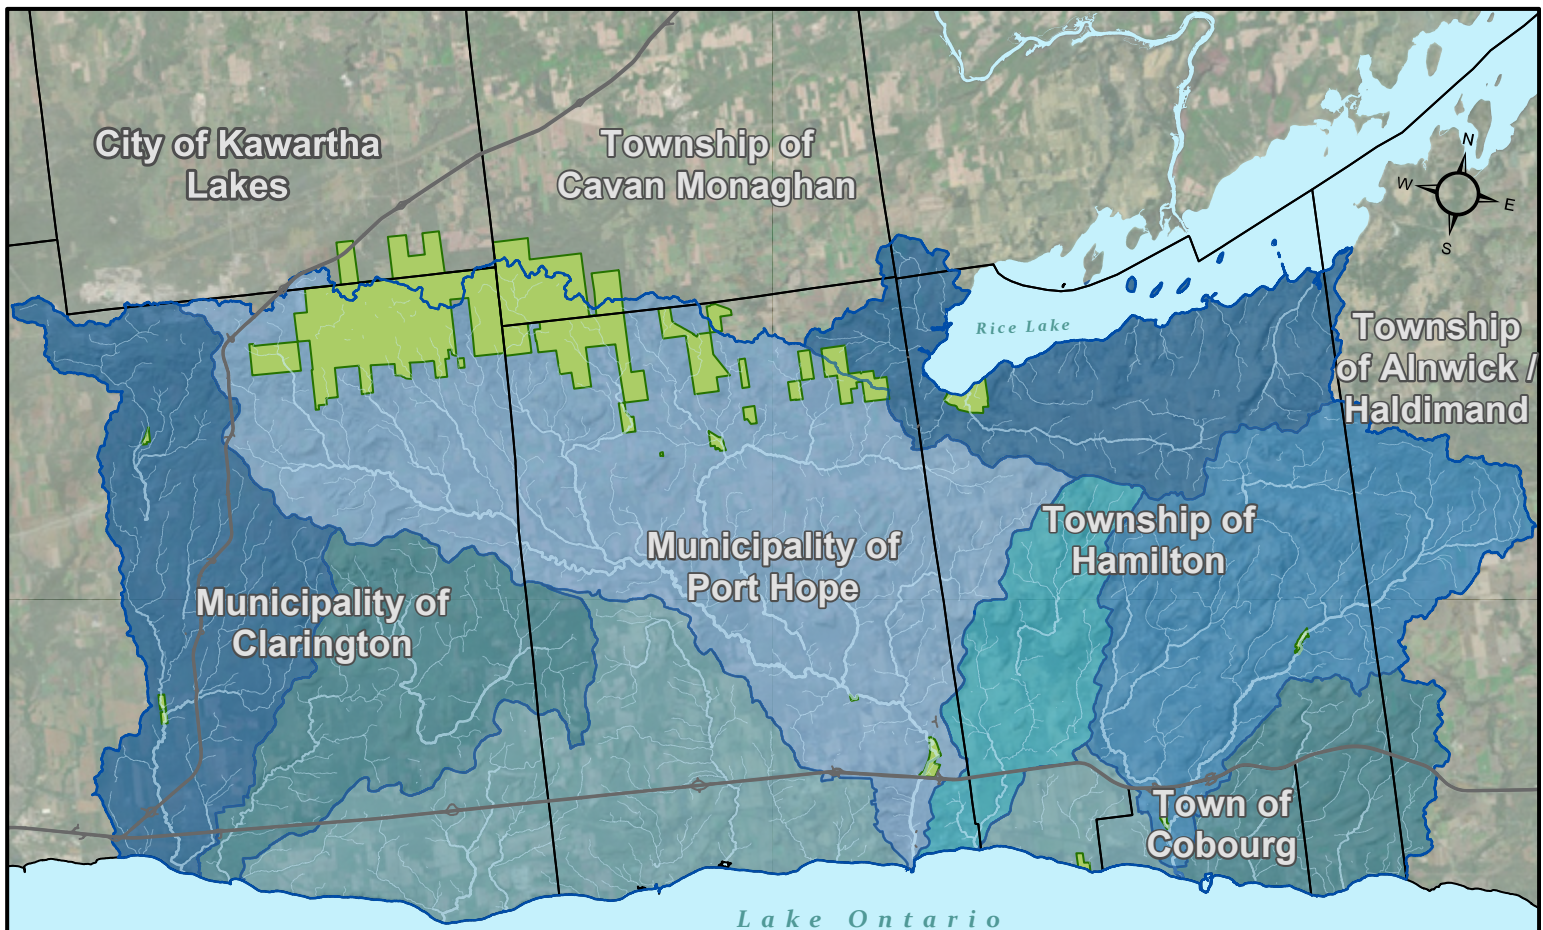 City of Kawartha
Lakes
Township of
Cavan Monaghan
N
W
E
S
Rice Lake
Township
of Alnwick /
Haldimand
Township of
Hamilton
Municipality of
Port Hope
Municipality of
Clarington
Town of
Cobourg
Lake Ontario